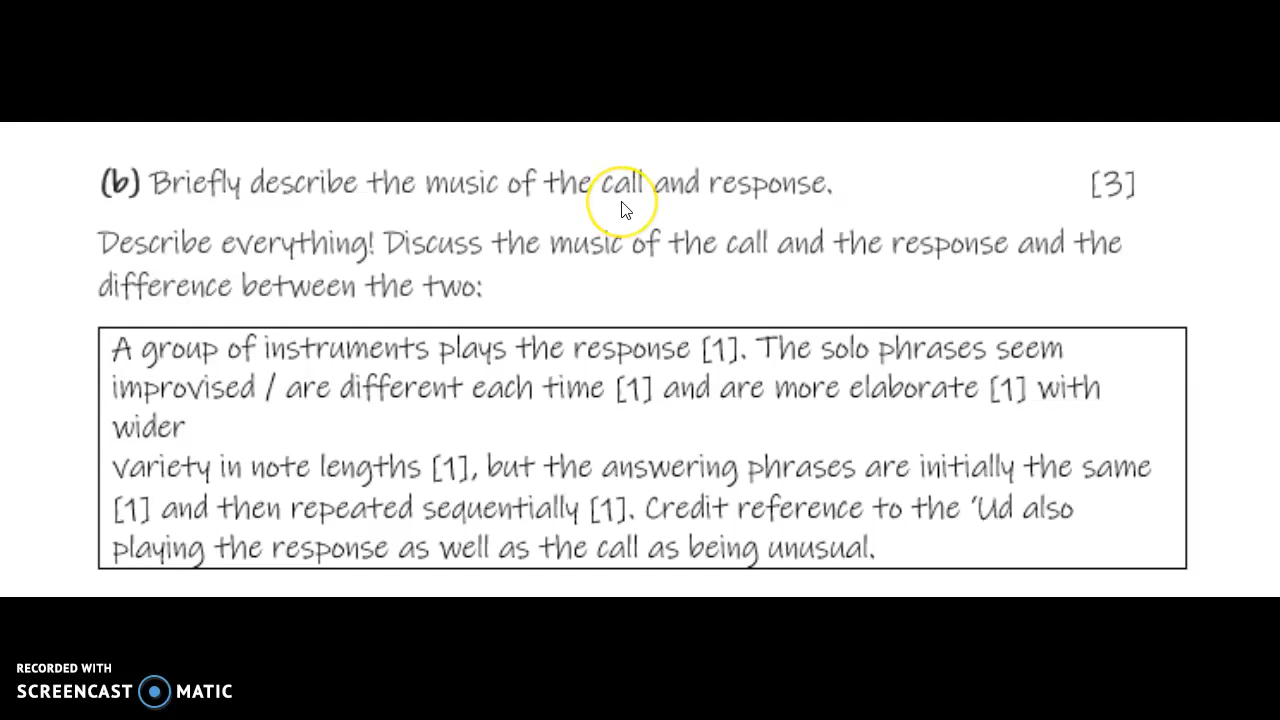 (b) Briefly describe the music of the call and response. [3]
Describe everything! Discuss the music of the call and the response and the
difference between the two:
A group of instruments plays the response [1]. The solo phrases seem
improvised / are different each time [1] and are more elaborate [1] with
wider
variety in note lengths [1], but the answering phrases are initially the same
[1] and then repeated sequentially [1]. Credit reference to the ‘Ud also
playing the response as well as the call as being unusual.
RECORDED WITH
SCREENCAST MATIC